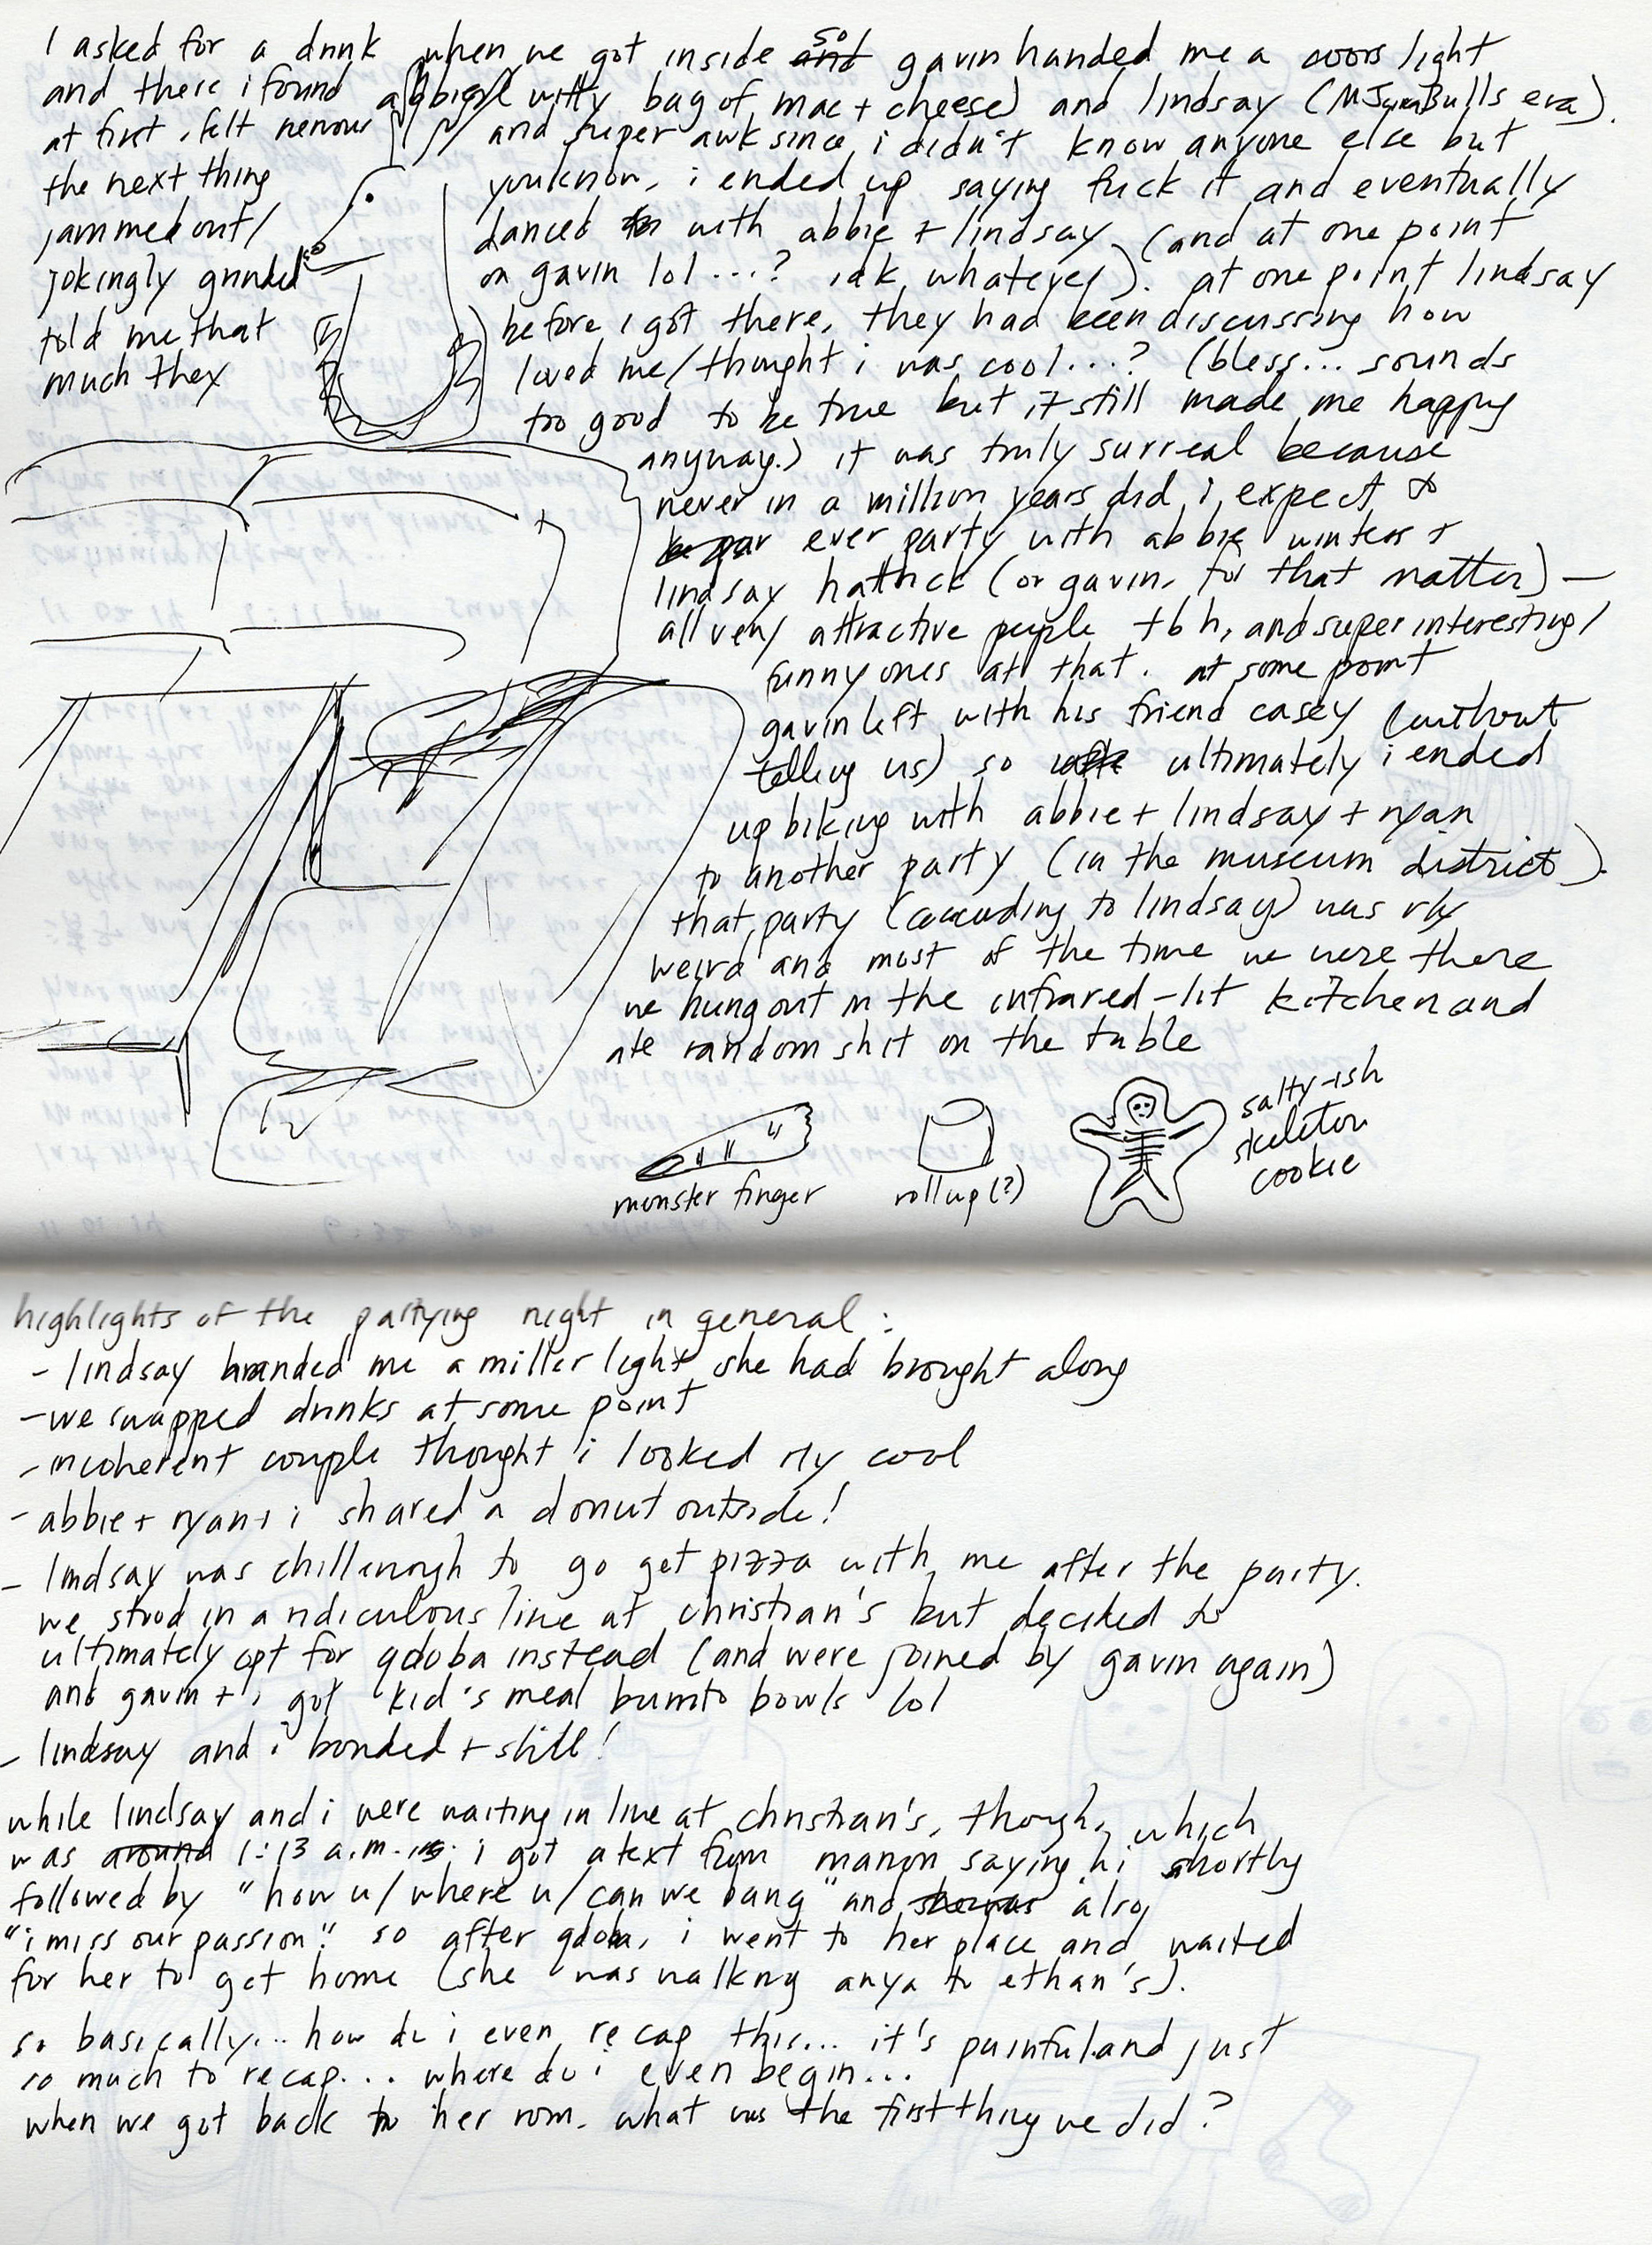 I asked for a drink when we got inside so gavin handed me a coors light
and there i found abbie/ witty bag of mac + cheese) and lindsay (MJ Bulls era).
at first i felt nervous and super awk since i didn't know anyone else but
the next thing you know, i ended up saying fuck it and eventually
jammed out/ danced with abbie + lindsay (and at one point
jokingly grinded on gavin lol...? idk, whatever). at one point lindsay
told me that before i got there, they had been discussing how
much they loved me/thought i was cool...? (bless... sounds
too good to be true but it still made me happy
anyway.) it was truly surreal because
never in a million years did i expect to
ever party with abbie winters +
lindsay hattrick (or gavin, for that matter) —
all very attractive people tbh, and super interesting/
funny ones at that. at some point
gavin left with his friend casey (without
telling us) so ultimately i ended
up biking with abbie + lindsay + ryan
to another party (in the museum district).
that party (according to lindsay) was rly
weird and most of the time we were there
we hung out in the infrared-lit kitchen and
ate random shit on the table
monster finger
rollup (?)
salty-ish
skeleton
cookie
highlights of the partying night in general:
- lindsay handed me a miller light she had brought along
- we swapped drinks at some point
- incoherent couple thought i looked rly cool
- abbie + ryan + i shared a donut outside!
- lindsay was chill enough to go get pizza with me after the party.
we stood in a ridiculous line at christian's but decided to
ultimately opt for qdoba instead (and were joined by gavin again)
and gavin + i got kid's meal burrito bowls lol
- lindsay and i bonded + shit!
while lindsay and i were waiting in line at christian's, though, which
was around 1:13 a.m. i got a text from manon saying hi shortly
followed by "how u/where u/can we bang" and also
"i miss our passion." so after qdoba, i went to her place and waited
for her to get home (she was walking anya to ethan's).
so basically... how do i even recap this... it's painful and just
so much to recap... where do i even begin...
when we got back to her room, what was the first thing we did?